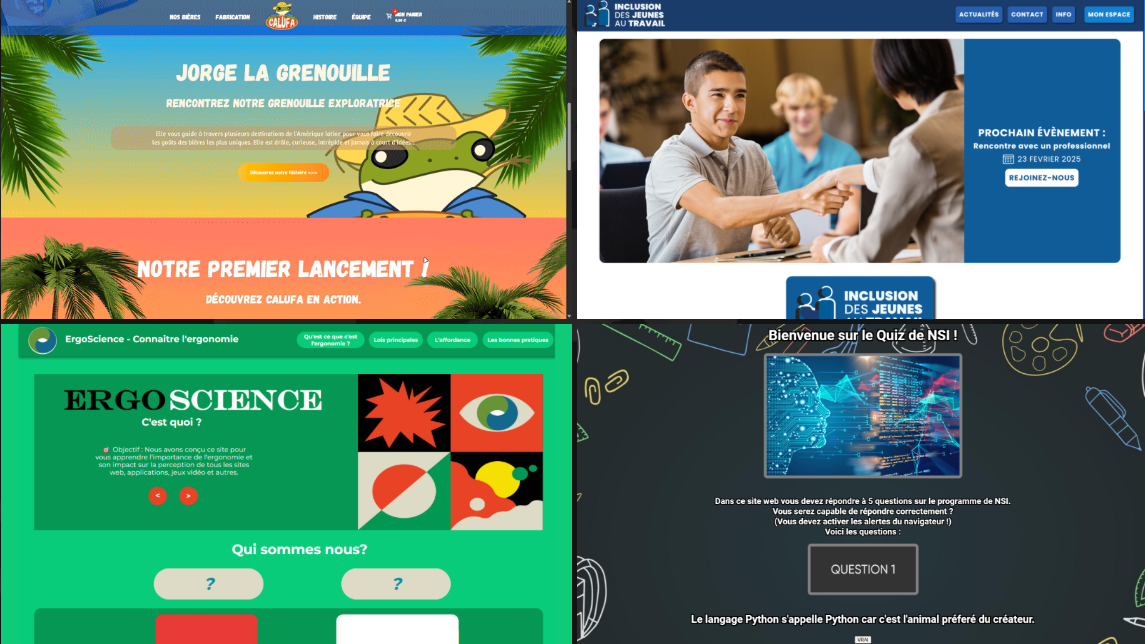 NOS BIÈRES
FABRICATION
CALUFA
HISTOIRE
ÉQUIPE
MON PANIER
0,00 €
JORGE LA GRENOUILLE
RENCONTREZ NOTRE GRENOUILLE EXPLORATRICE
Elle vous guide à travers plusieurs destinations de l'Amérique latine pour vous faire découvrir
les goûts des bières les plus uniques. Elle est drôle, curieuse, intrépide et jamais à court d'idées.
Découvrez notre histoire >>>
NOTRE PREMIER LANCEMENT !
DÉCOUVREZ CALUFA EN ACTION.
INCLUSION
DES JEUNES
AU TRAVAIL
ACTUALITÉS
CONTACT
INFO
MON ESPACE
PROCHAIN ÉVÈNEMENT :
Rencontre avec un professionnel
23 FEVRIER 2025
REJOINEZ-NOUS
INCLUSION
DES JEUNES
AU TRAVAIL
ErgoScience - Connaitre l'ergonomie
Qu'est ce que c'est
l'ergonomie ?
Lois principales
L'affordance
Les bonnes pratiques
ERGOSCIENCE
C'est quoi ?
🎯 Objectif : Nous avons conçu ce site pour
vous apprendre l'importance de l'ergonomie et
son impact sur la perception de tous les sites
web, applications, jeux vidéo et autres.
< >
Qui sommes nous?
? ?
Bienvenue sur le Quiz de NSI !
Dans ce site web vous devez répondre à 5 questions sur le programme de NSI.
Vous serez capable de répondre correctement ?
(Vous devez activer les alertes du navigateur !)
Voici les questions :
QUESTION 1
Le langage Python s'appelle Python car c'est l'animal préferé du créateur.
VRAI